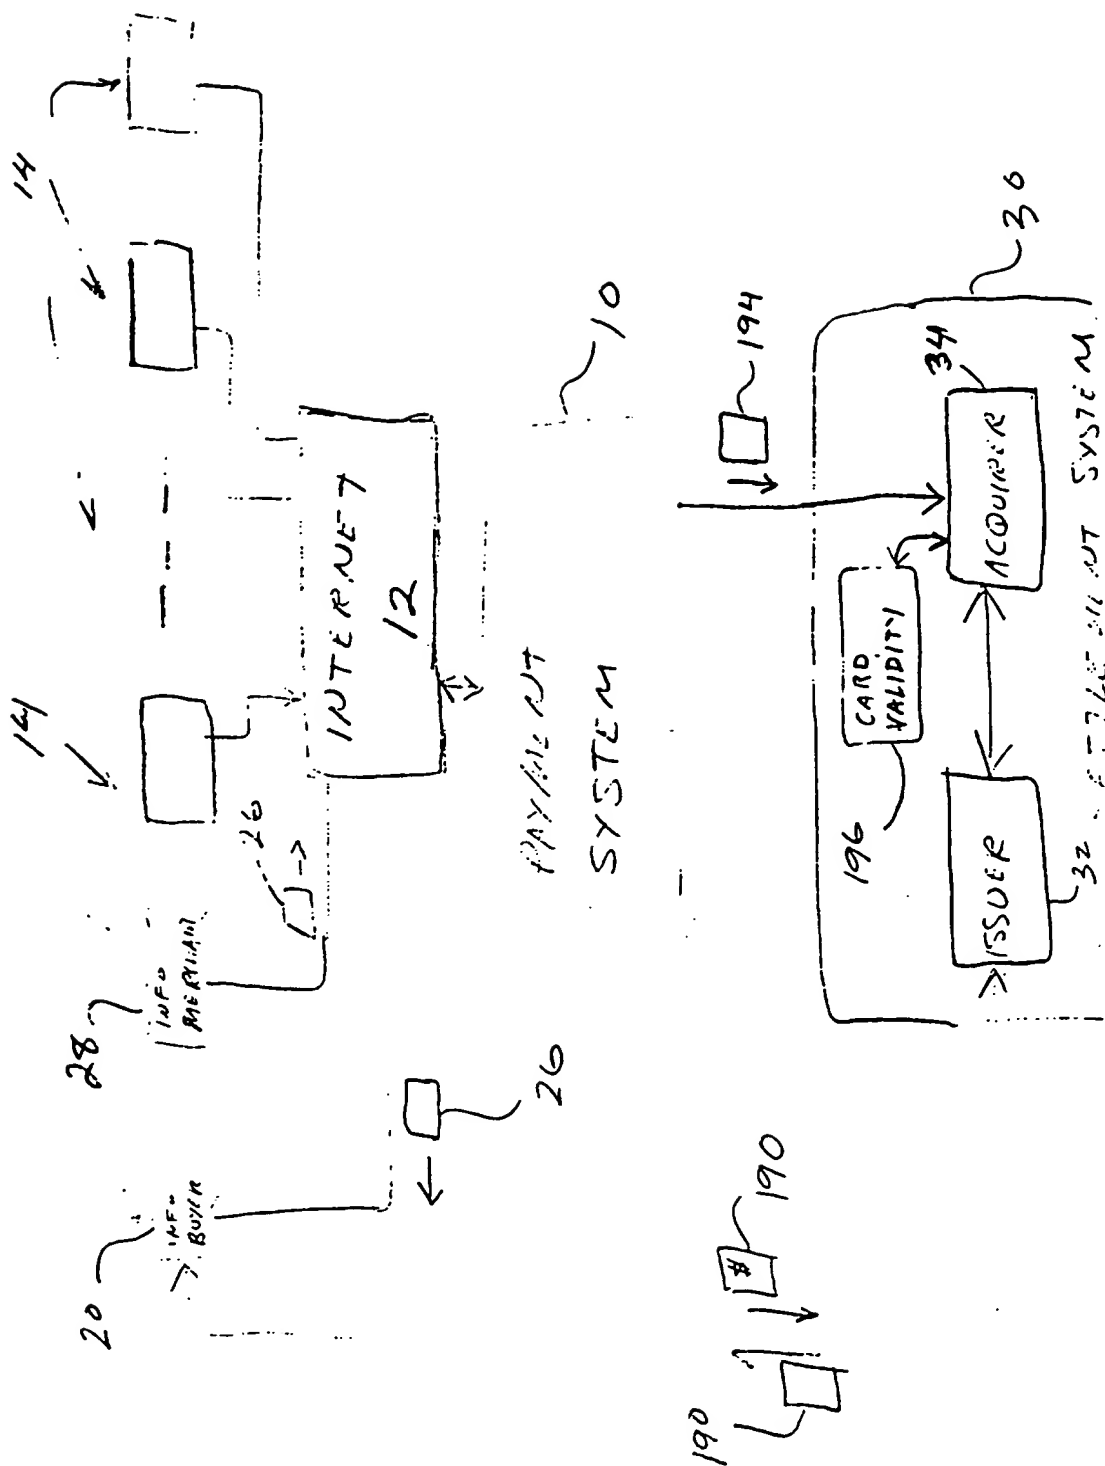 14
14
28
INFO
MERCHANT
20
INFO
BUYER
26
26
INTERNET
12
10
PAYMENT
SYSTEM
190
$
190
194
CARD
VALIDITY
196
34
ACQUIRER
ISSUER
32
30
SYSTEM